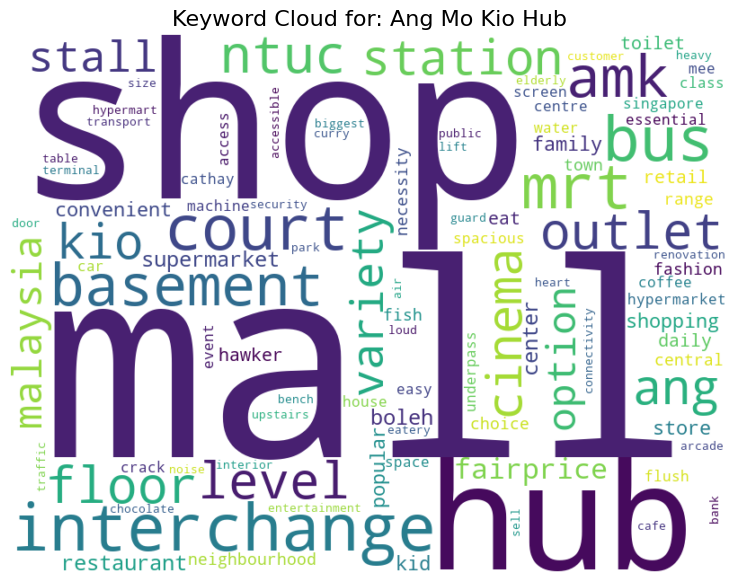 Keyword Cloud for: Ang Mo Kio Hub
stall
ntuc
station
toilet
customer
heavy
mee
class
amk
screen
centre
singapore
essential
size
hypermart
transport
shop
access
accessible
biggest
curry
public
lift
water
family
bus
table
terminal
cathay
necessity
town
mrt
retail
range
convenient
machine
security
guard
eat
outlet
door
court
park
spacious
kio
supermarket
renovation
fashion
malaysia
car
basement
variety
air
cinema
center
heart
option
connectivity
coffee
hypermarket
fish
loud
shopping
mall
event
hawker
underpass
daily
central
bench
upstairs
house
easy
choice
ang
boleh
eatery
store
arcade
traffic
floor
crack
noise
interior
level
popular
space
fairprice
flush
hub
chocolate
entertainment
interchange
sell
cafe
bank
restaurant
neighbourhood
kid